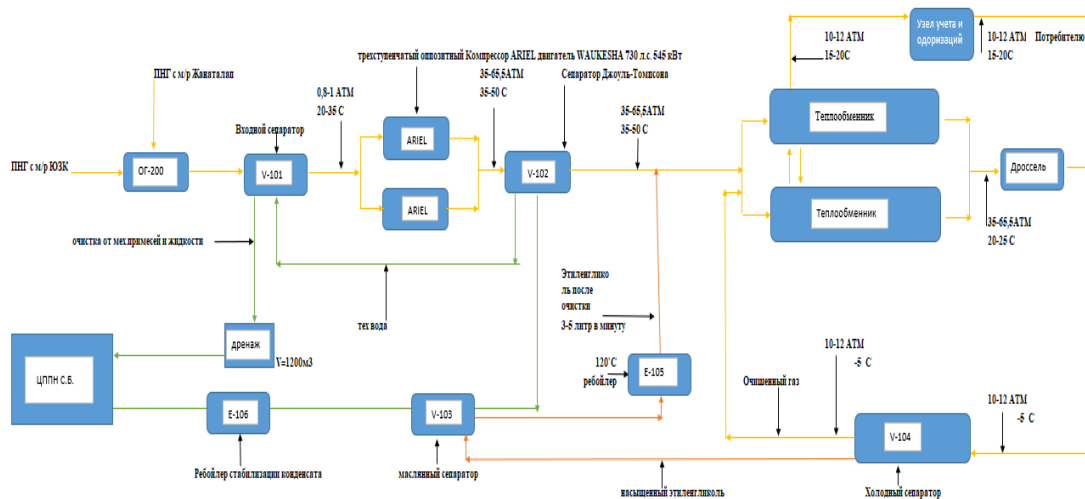 10-12 АТМ
15-20С
Узел учета и
одоризаций
10-12 АТМ
15-20С
Потребителю
ПНГ с м/р Жанаталап
трехступенчатый оппозитный Компрессор ARIEL двигатель WAUKESHA 730 л.с. 545 кВт
35-65,5АТМ
35-50 С
Сепаратор Джоуль-Томпсона
0,8-1 АТМ
20-35 С
35-65,5АТМ
35-50 С
Входной сепаратор
Теплообменник
ARIEL
ПНГ с м/р ЮЗК
ОГ-200
V-101
V-102
Дроссель
ARIEL
Теплообменник
35-65,5АТМ
20-25 С
очистка от мех.примесей и жидкости
Этиленглико
ль после
очистки
3-5 литр в минуту
тех вода
дренаж
V=1200м3
ЦППН С.Б.
120˚С
ребойлер
Е-105
10-12 АТМ
-5 С
Очишенный газ
10-12 АТМ
-5 С
Е-106
V-103
V-104
Ребойлер стабилизации конденсата
маслянный сепаратор
насыщенный этиленгликоль
Холодный сепаратор